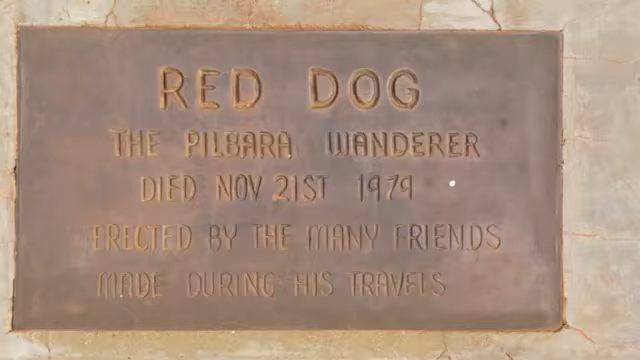 RED DOG
THE PILBARA WANDERER
DIED NOV 21ST 1979
ERECTED BY THE MANY FRIENDS
MADE DURING HIS TRAVELS